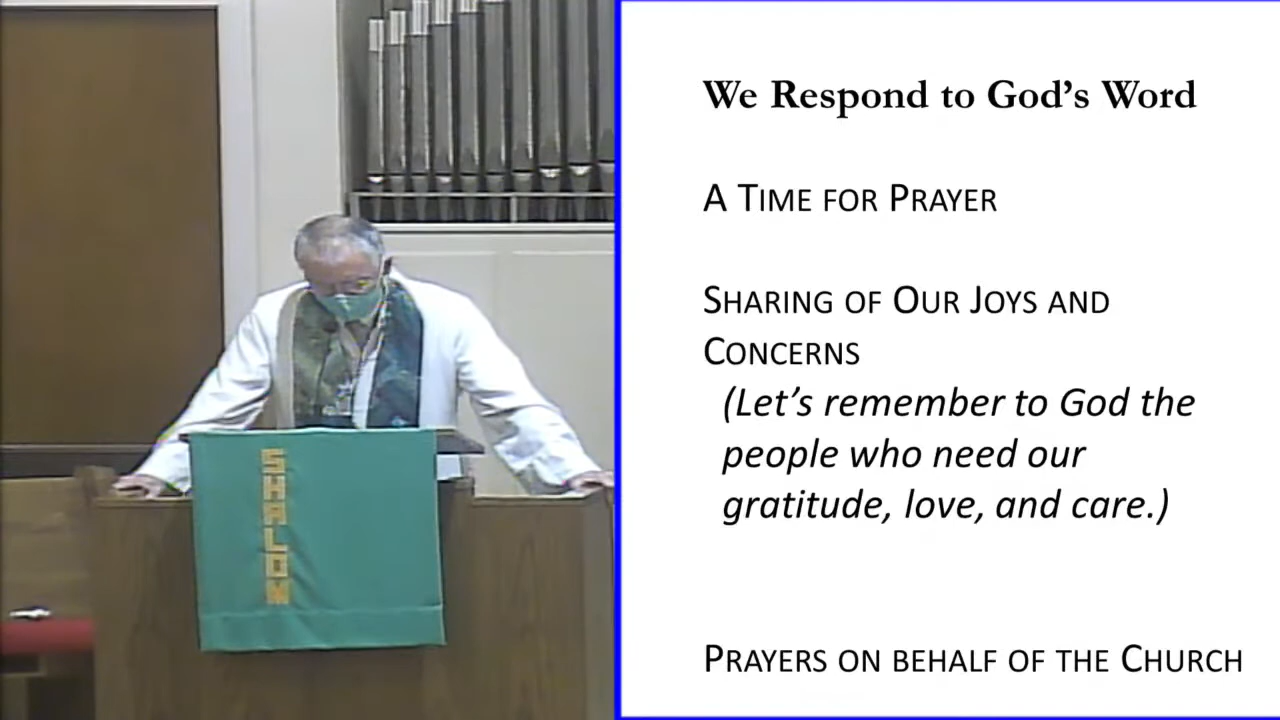 SHALOM
We Respond to God's Word
A TIME FOR PRAYER
SHARING OF OUR JOYS AND
CONCERNS
(Let's remember to God the
people who need our
gratitude, love, and care.)
PRAYERS ON BEHALF OF THE CHURCH